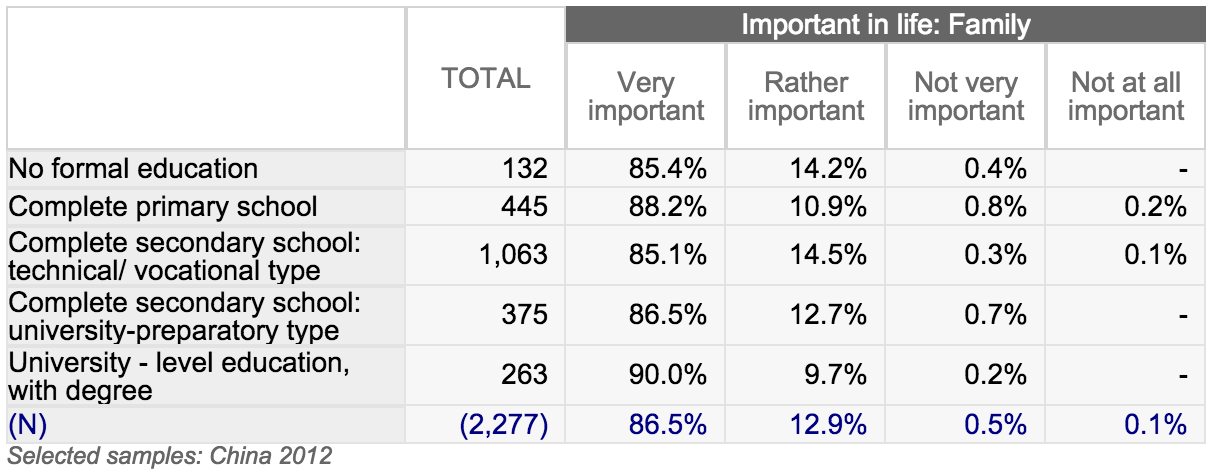 Important in life: Family
TOTAL Very important Rather important Not very important Not at all important
No formal education 132 85.4% 14.2% 0.4% -
Complete primary school 445 88.2% 10.9% 0.8% 0.2%
Complete secondary school: technical/ vocational type 1,063 85.1% 14.5% 0.3% 0.1%
Complete secondary school: university-preparatory type 375 86.5% 12.7% 0.7% -
University - level education, with degree 263 90.0% 9.7% 0.2% -
(N) (2,277) 86.5% 12.9% 0.5% 0.1%
Selected samples: China 2012